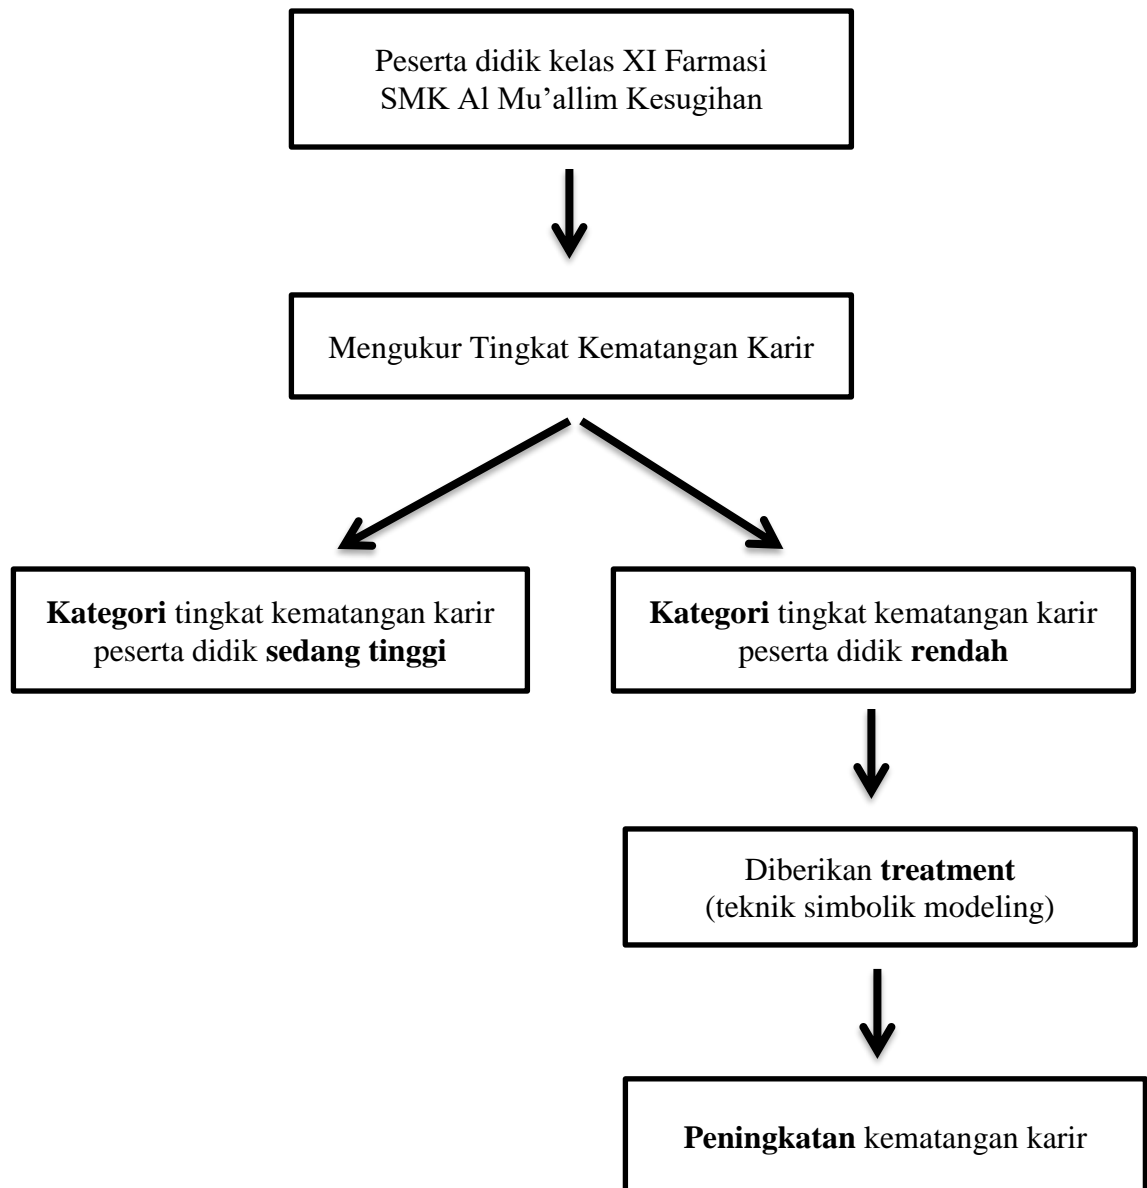 Peserta didik kelas XI Farmasi
SMK Al Mu’allim Kesugihan
Mengukur Tingkat Kematangan Karir
Kategori tingkat kematangan karir
peserta didik sedang tinggi
Kategori tingkat kematangan karir
peserta didik rendah
Diberikan treatment
(teknik simbolik modeling)
Peningkatan kematangan karir